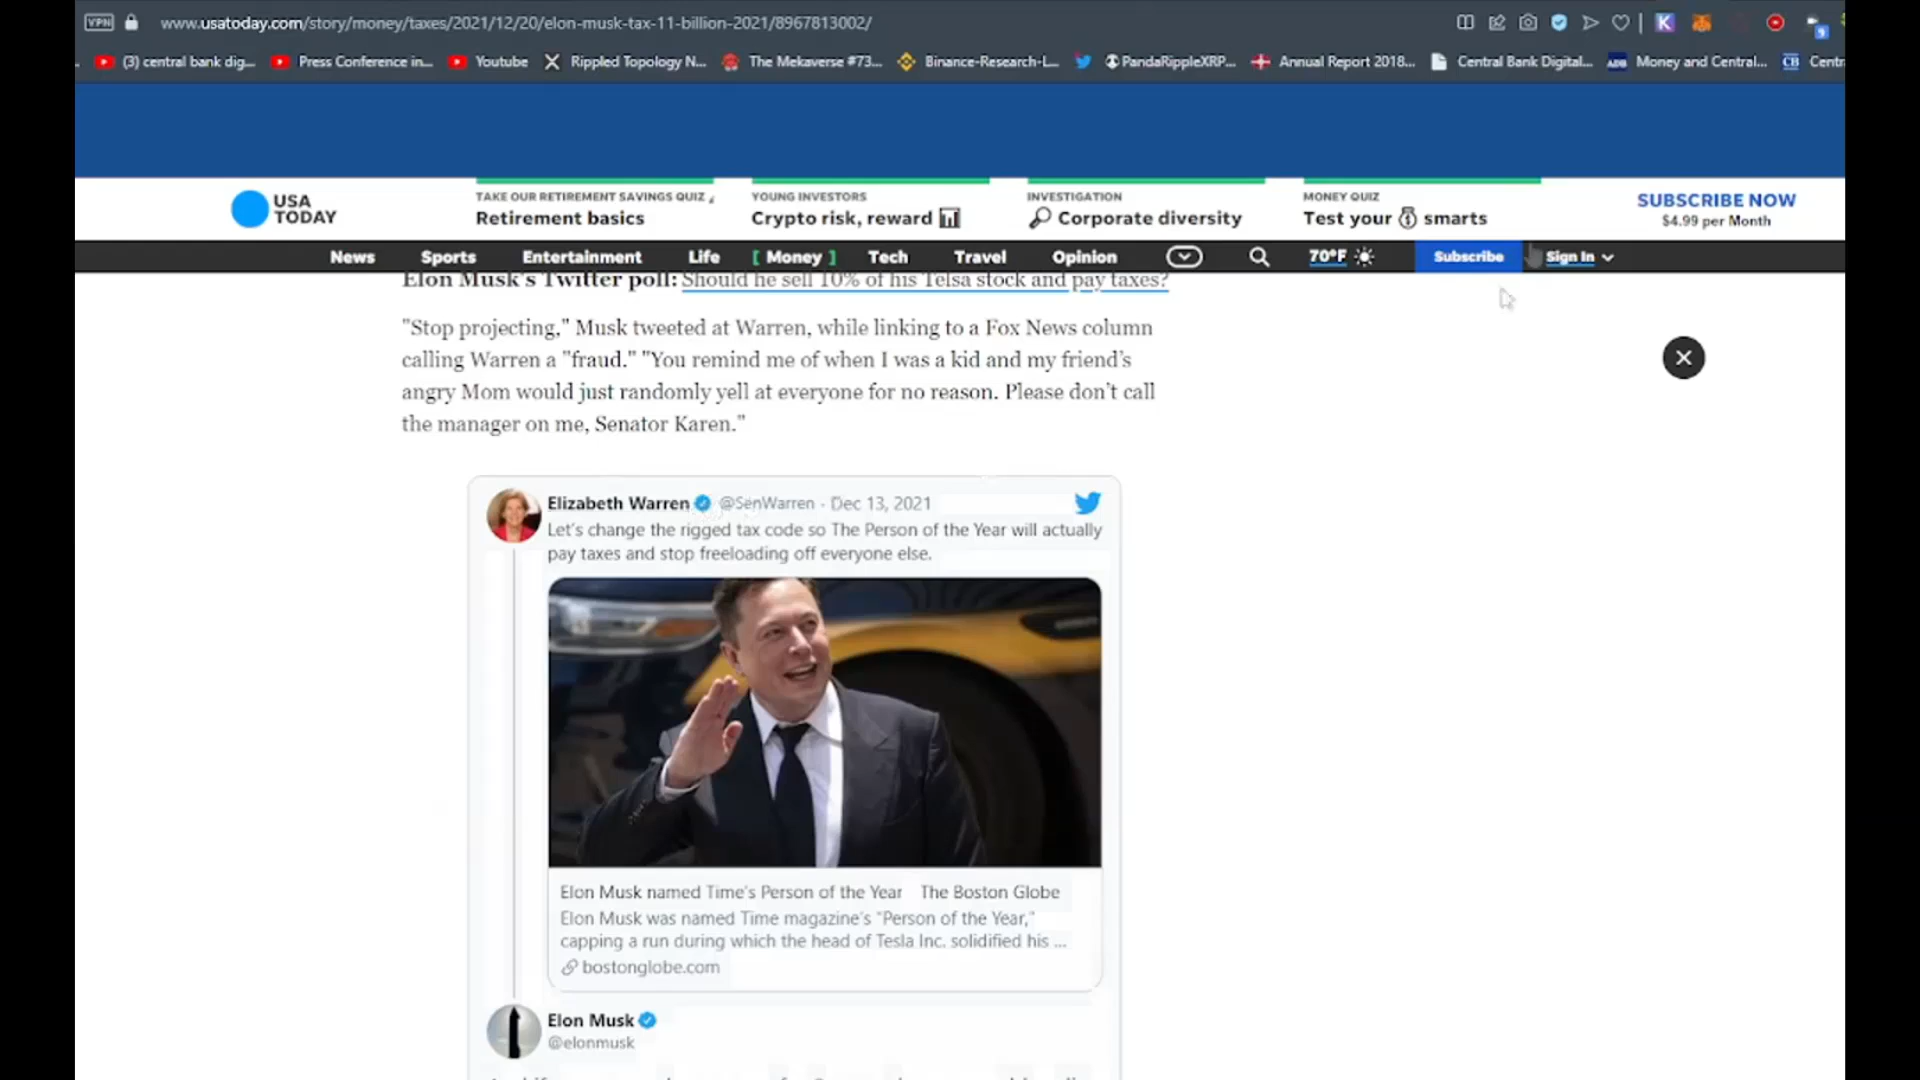 VPN www.usatoday.com/story/money/taxes/2021/12/20/elon-musk-tax-11-billion-2021/8967813002/
(3) central bank dig... Press Conference in... Youtube Rippled Topology N... The Mekaverse #73... Binance-Research-L... PandaRippleXRP... Annual Report 2018... Central Bank Digital... Money and Central... CB Centr
USA TODAY
TAKE OUR RETIREMENT SAVINGS QUIZ
Retirement basics
YOUNG INVESTORS
Crypto risk, reward
INVESTIGATION
Corporate diversity
MONEY QUIZ
Test your smarts
SUBSCRIBE NOW
$4.99 per Month
News Sports Entertainment Life [ Money ] Tech Travel Opinion 70°F Subscribe Sign In
Elon Musk's Twitter poll: Should he sell 10% of his Telsa stock and pay taxes?
"Stop projecting," Musk tweeted at Warren, while linking to a Fox News column
calling Warren a "fraud." "You remind me of when I was a kid and my friend's
angry Mom would just randomly yell at everyone for no reason. Please don't call
the manager on me, Senator Karen."
Elizabeth Warren @SenWarren · Dec 13, 2021
Let's change the rigged tax code so The Person of the Year will actually
pay taxes and stop freeloading off everyone else.
Elon Musk named Time's Person of the Year The Boston Globe
Elon Musk was named Time magazine's "Person of the Year,"
capping a run during which the head of Tesla Inc. solidified his ...
bostonglobe.com
Elon Musk
@elonmusk